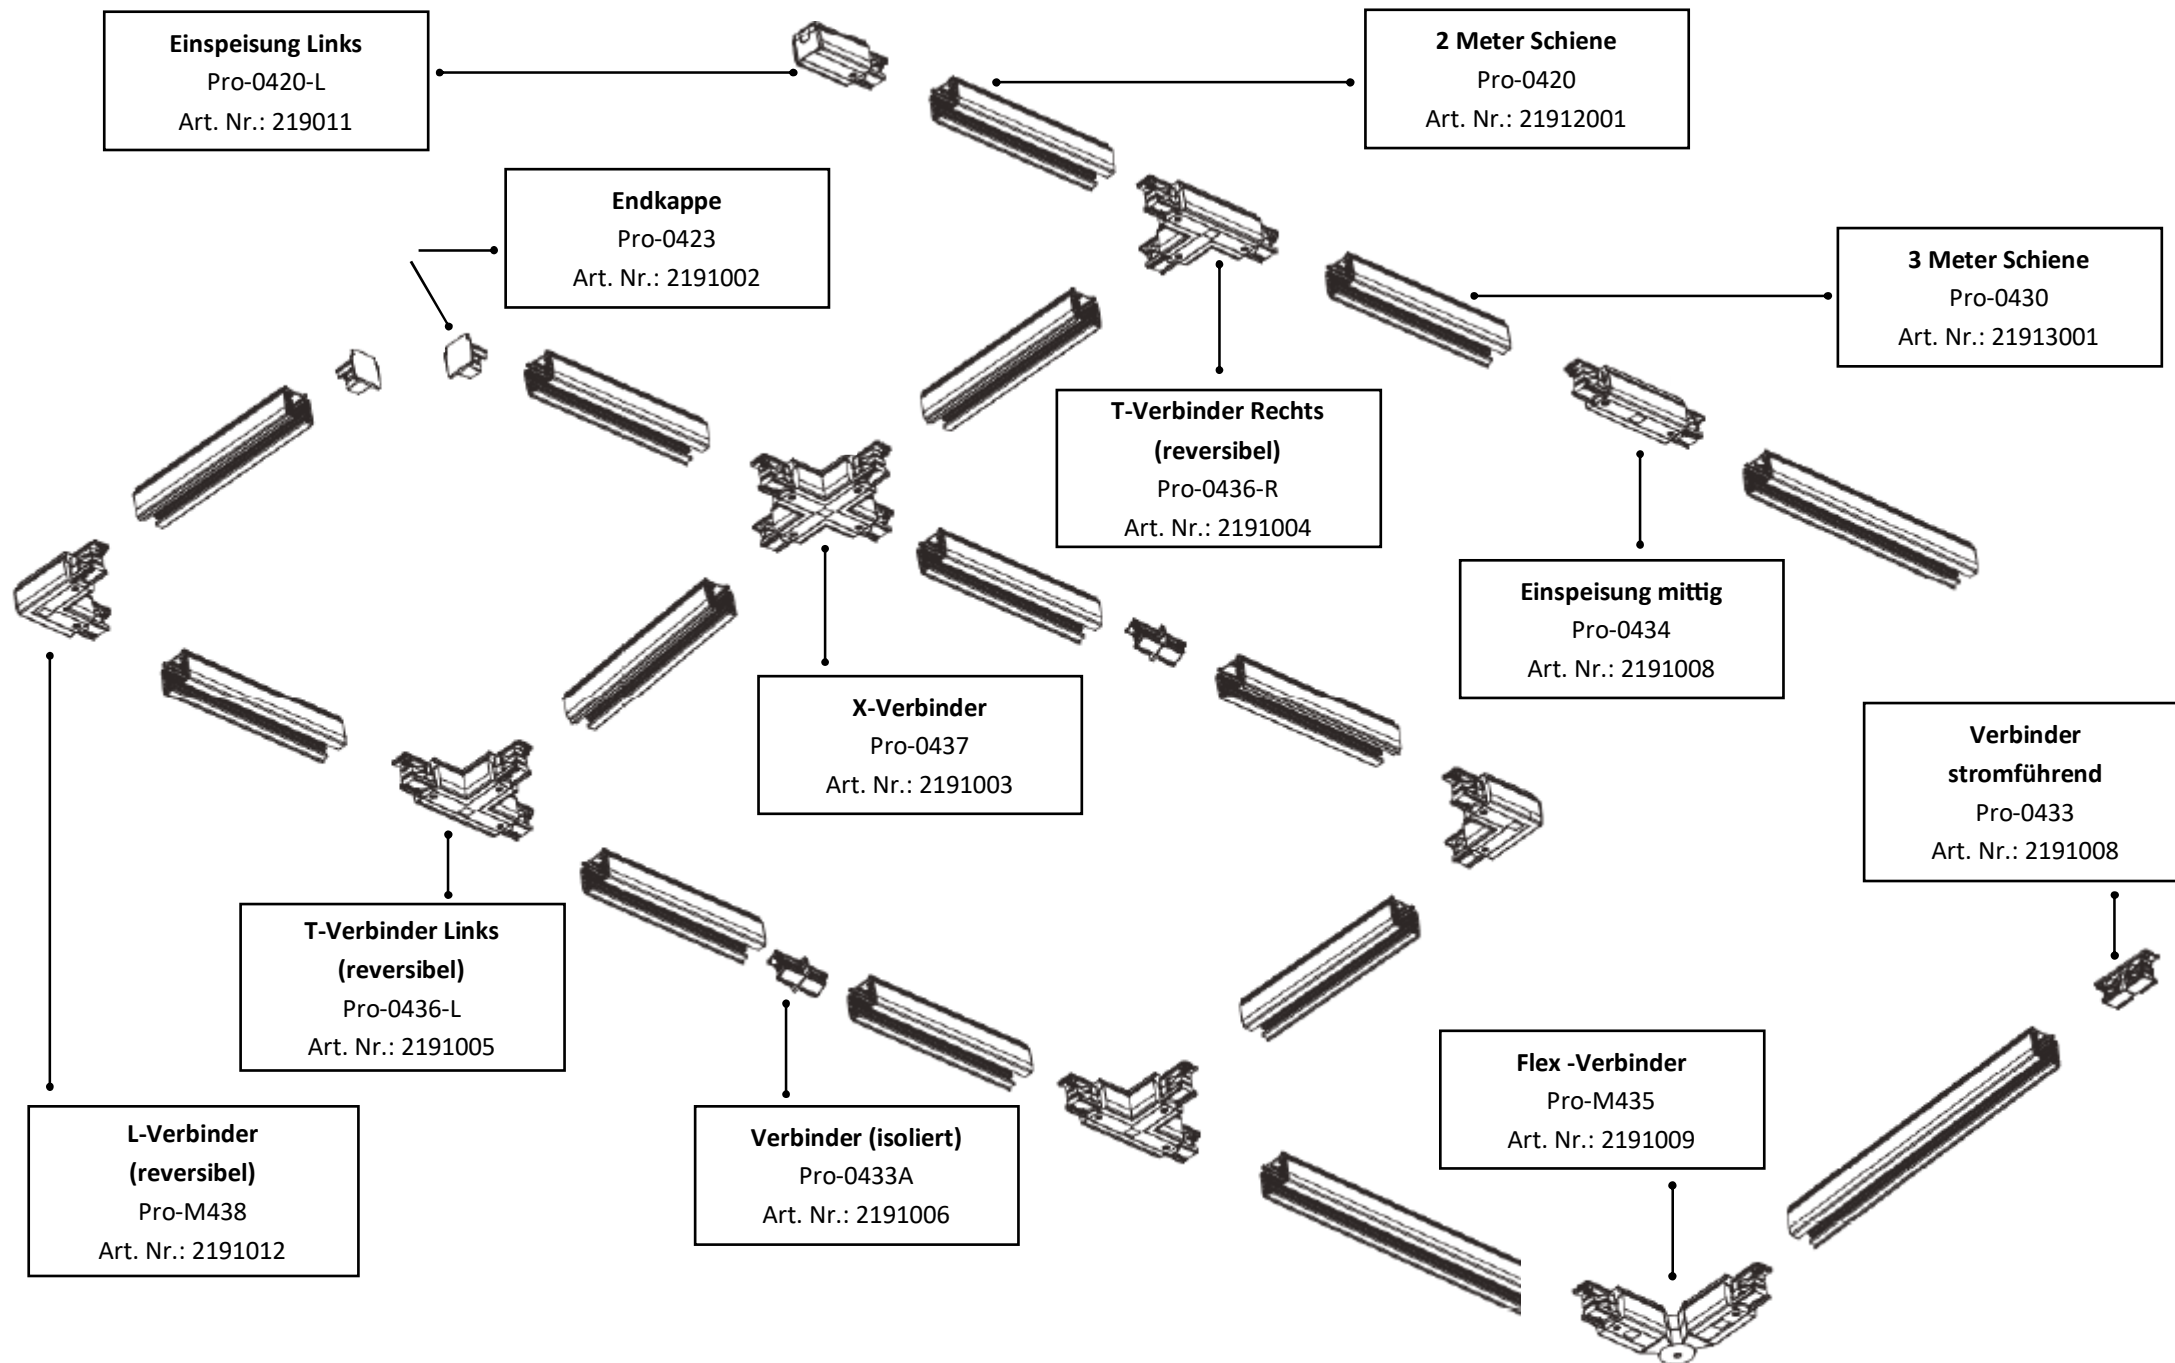 Einspeisung Links
Pro-0420-L
Art. Nr.: 219011
2 Meter Schiene
Pro-0420
Art. Nr.: 21912001
Endkappe
Pro-0423
Art. Nr.: 2191002
3 Meter Schiene
Pro-0430
Art. Nr.: 21913001
T-Verbinder Rechts
(reversibel)
Pro-0436-R
Art. Nr.: 2191004
Einspeisung mittig
Pro-0434
Art. Nr.: 2191008
X-Verbinder
Pro-0437
Art. Nr.: 2191003
Verbinder
stromführend
Pro-0433
Art. Nr.: 2191008
T-Verbinder Links
(reversibel)
Pro-0436-L
Art. Nr.: 2191005
Flex -Verbinder
Pro-M435
Art. Nr.: 2191009
L-Verbinder
(reversibel)
Pro-M438
Art. Nr.: 2191012
Verbinder (isoliert)
Pro-0433A
Art. Nr.: 2191006